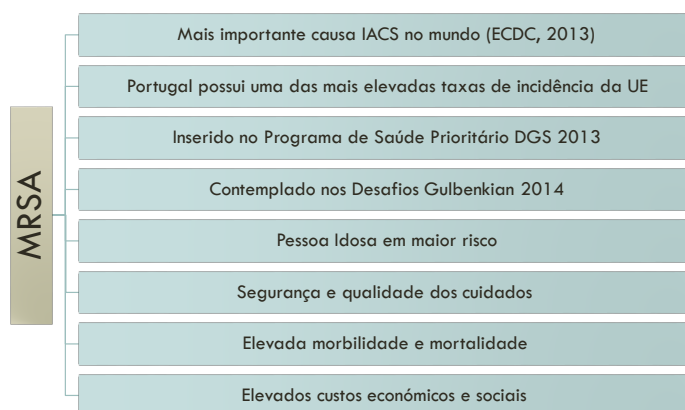 MRSA
Mais importante causa IACS no mundo (ECDC, 2013)
Portugal possui uma das mais elevadas taxas de incidência da UE
Inserido no Programa de Saúde Prioritário DGS 2013
Contemplado nos Desafios Gulbenkian 2014
Pessoa Idosa em maior risco
Segurança e qualidade dos cuidados
Elevada morbilidade e mortalidade
Elevados custos económicos e sociais